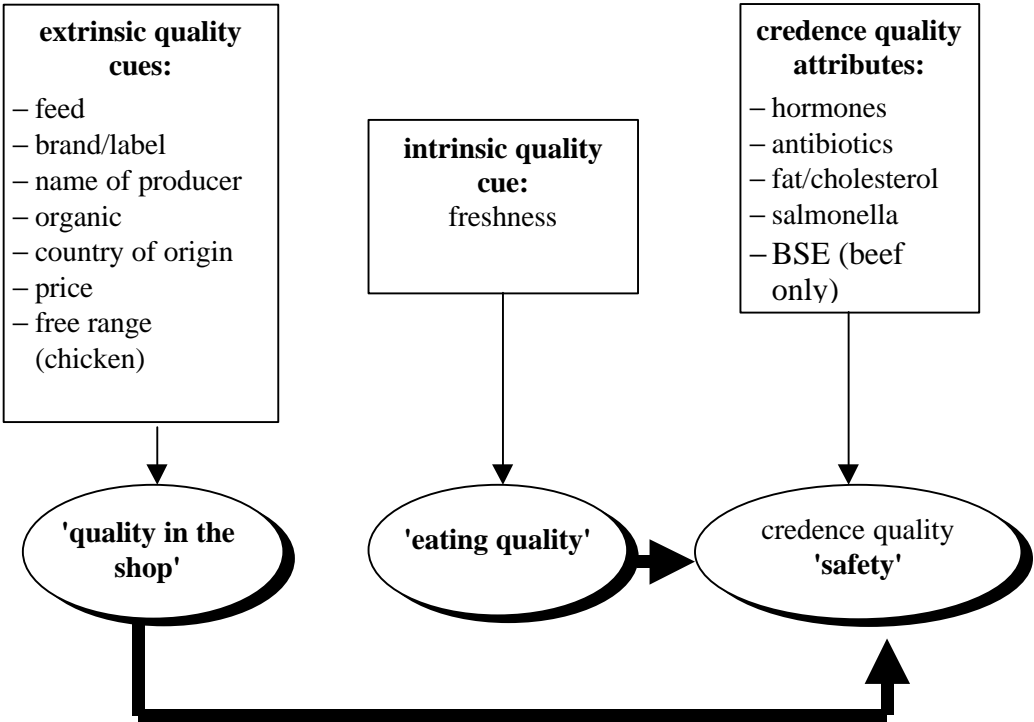 extrinsic quality
cues:
– feed
– brand/label
– name of producer
– organic
– country of origin
– price
– free range
(chicken)
intrinsic quality
cue:
freshness
credence quality
attributes:
– hormones
– antibiotics
– fat/cholesterol
– salmonella
– BSE (beef
only)
'quality in the
shop'
'eating quality'
credence quality
'safety'